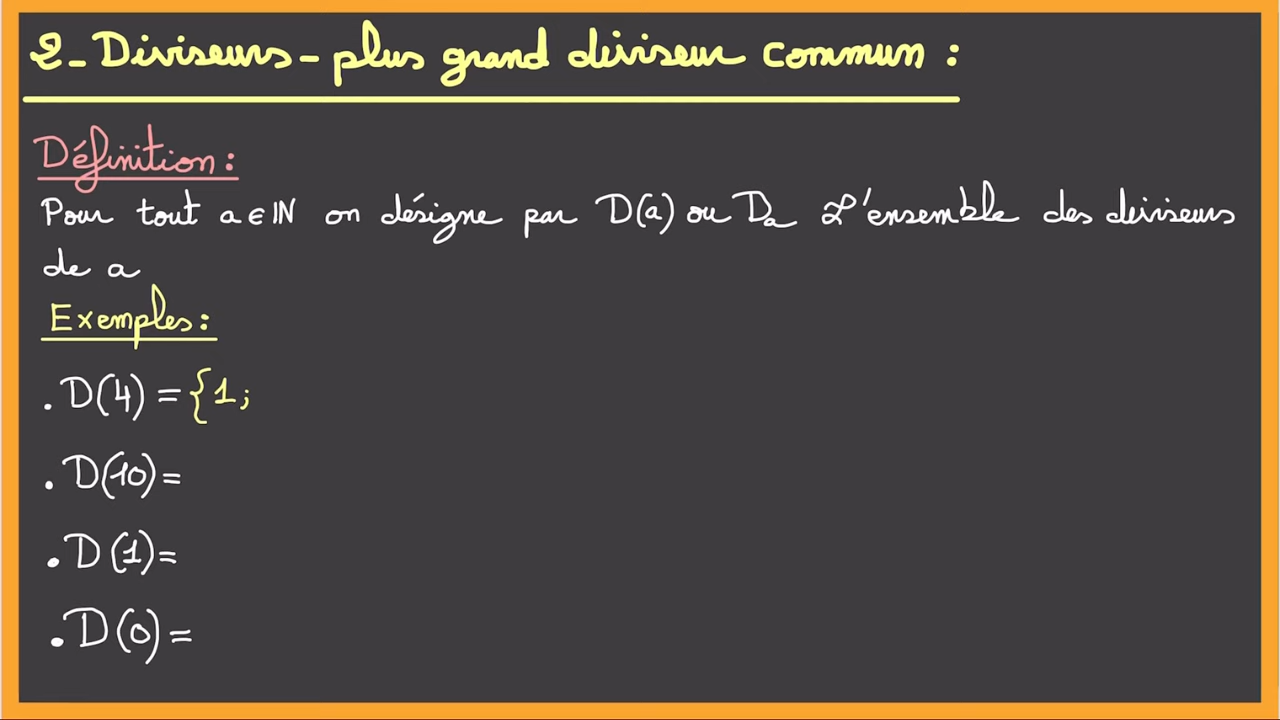 2_Diviseurs - plus grand diviseur commun :
Définition :
Pour tout a ∈ ℕ on désigne par D(a) ou Dₐ L'ensemble des diviseurs
de a
Exemples :
. D(4) = {1;
. D(10) =
. D(1) =
. D(0) =